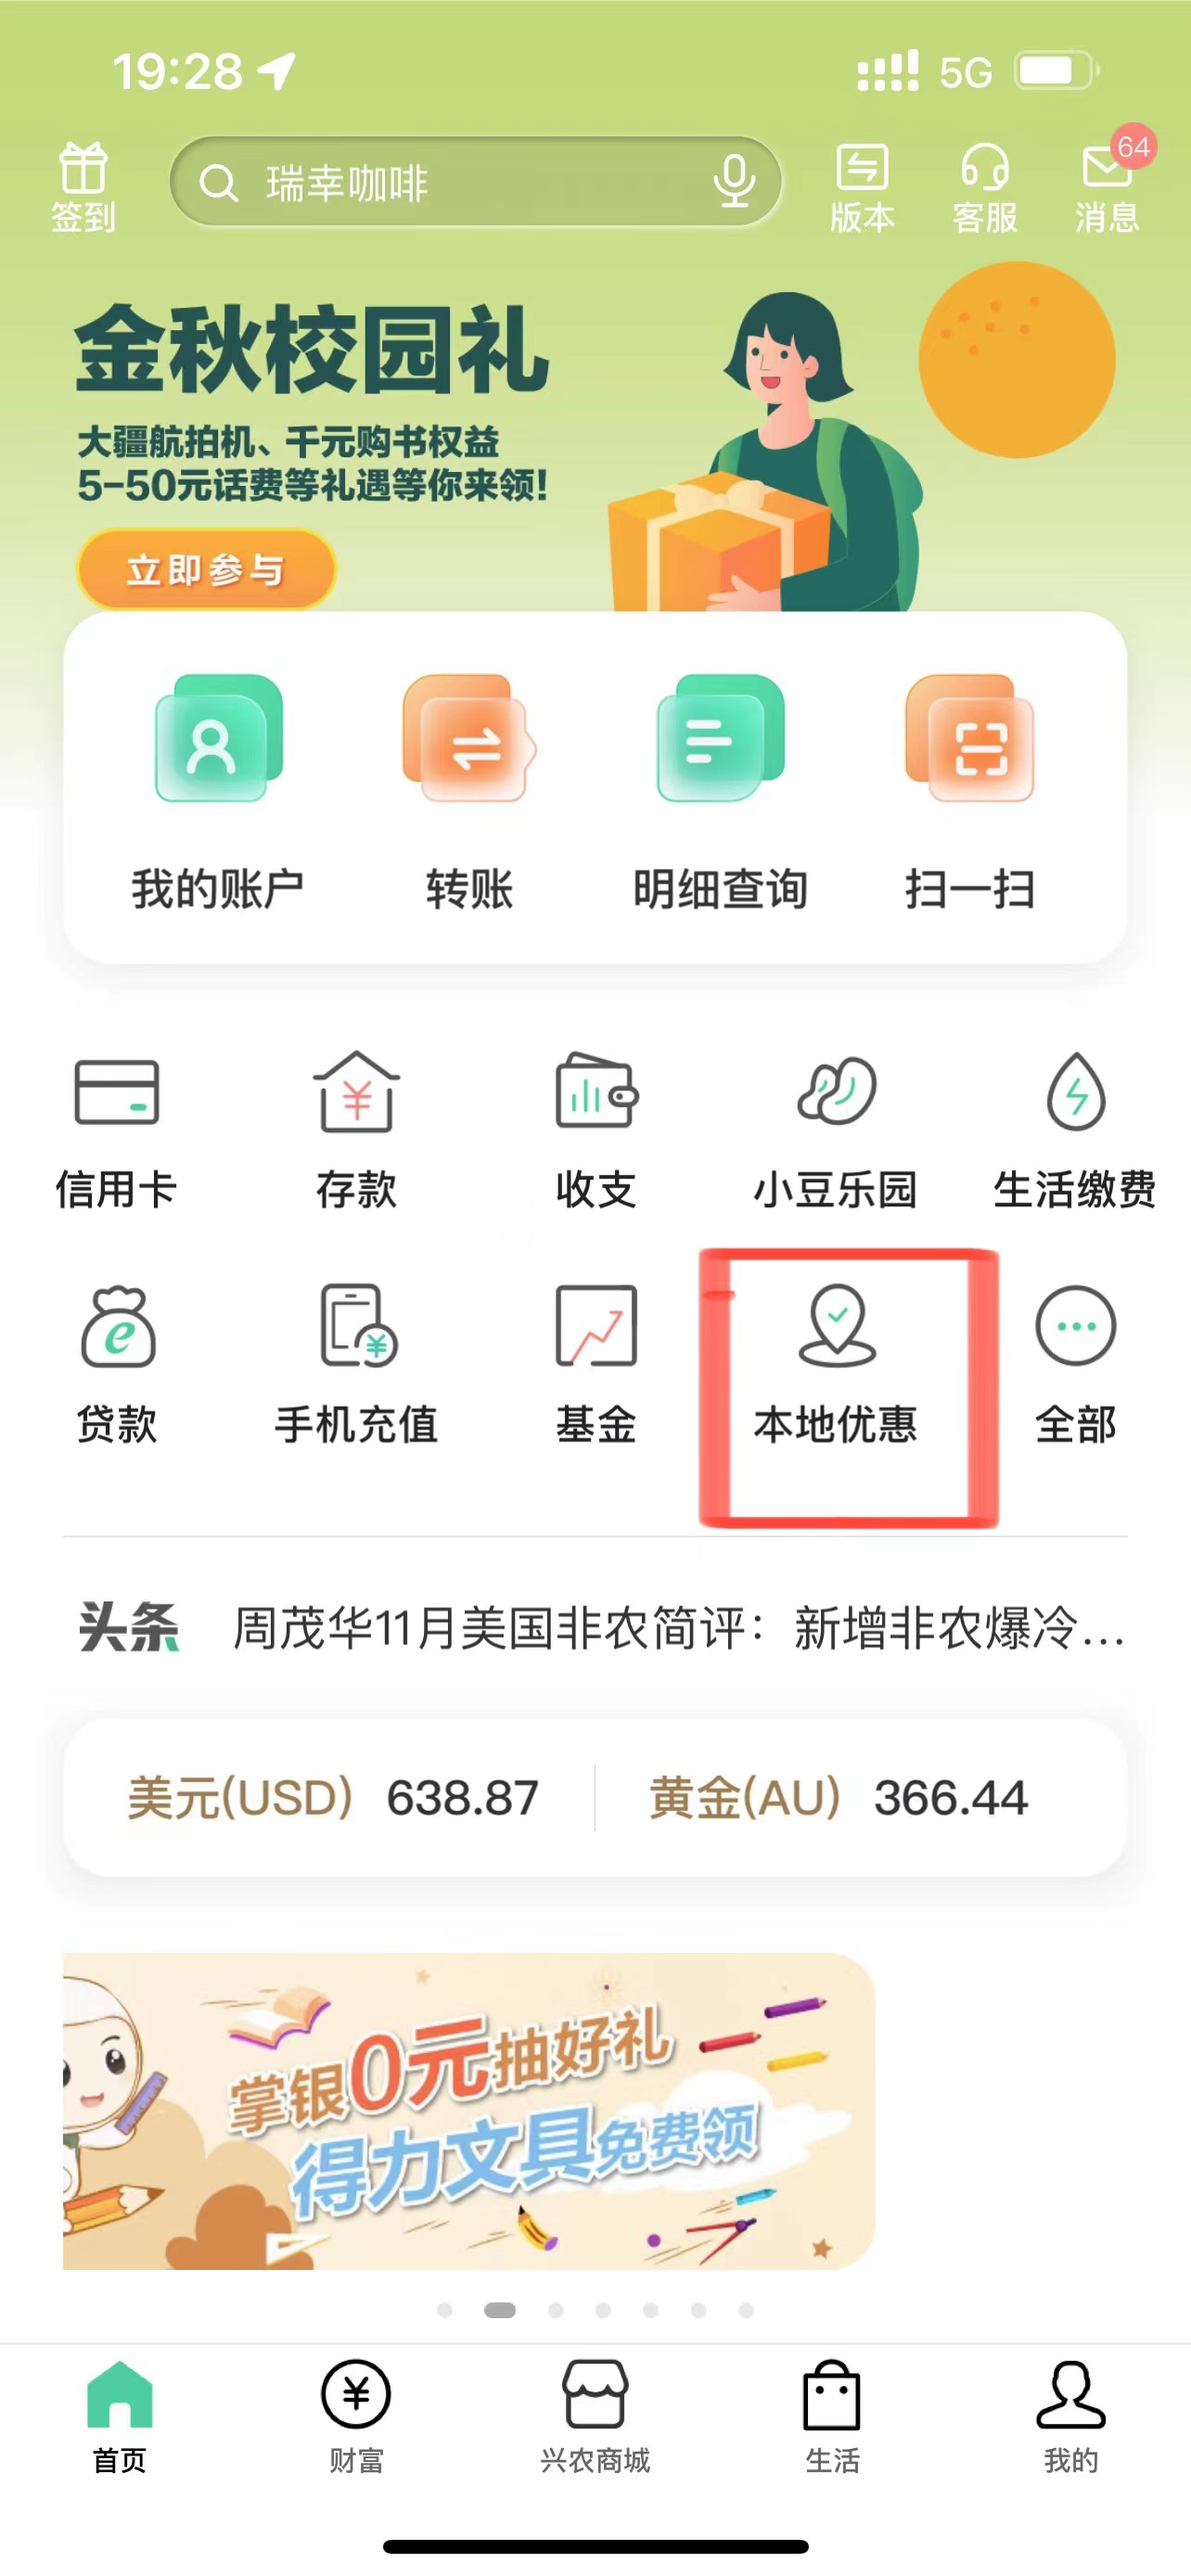 19:28
5G
签到
瑞幸咖啡
版本
客服
消息
64
金秋校园礼
大疆航拍机、千元购书权益
5-50元话费等礼遇等你来领!
立即参与
我的账户
转账
明细查询
扫一扫
信用卡
存款
收支
小豆乐园
生活缴费
贷款
手机充值
基金
本地优惠
全部
头条
周茂华11月美国非农简评：新增非农爆冷...
美元(USD) 638.87
黄金(AU) 366.44
掌银0元抽好礼
得力文具免费领
首页
财富
兴农商城
生活
我的